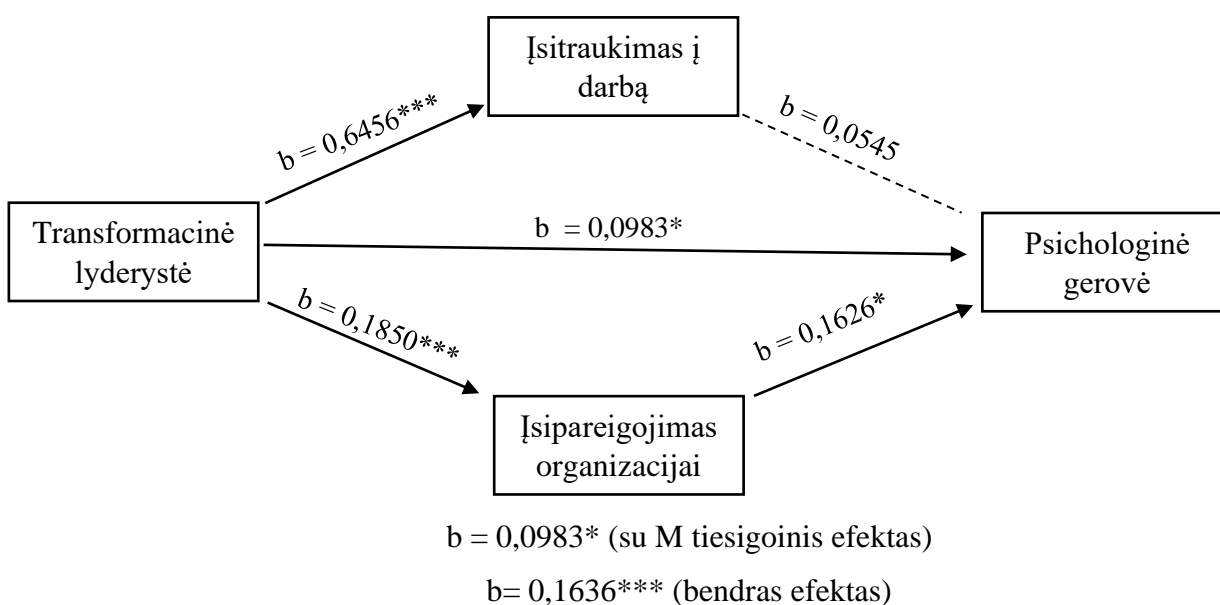 Įsitraukimas į
darbą
b = 0,6456***
b = 0,0545
Transformacinė
lyderystė
b = 0,0983*
Psichologinė
gerovė
b = 0,1850***
b = 0,1626*
Įsipareigojimas
organizacijai
b = 0,0983* (su M tiesigoinis efektas)
b= 0,1636*** (bendras efektas)